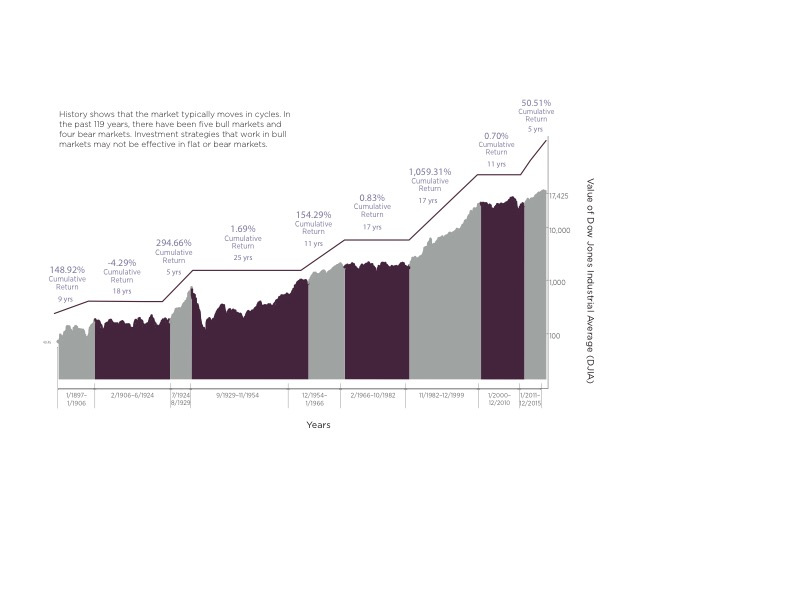 History shows that the market typically moves in cycles. In
the past 119 years, there have been five bull markets and
four bear markets. Investment strategies that work in bull
markets may not be effective in flat or bear markets.
148.92%
Cumulative
Return
9 yrs
-4.29%
Cumulative
Return
18 yrs
294.66%
Cumulative
Return
5 yrs
1.69%
Cumulative
Return
25 yrs
154.29%
Cumulative
Return
11 yrs
0.83%
Cumulative
Return
17 yrs
1,059.31%
Cumulative
Return
17 yrs
0.70%
Cumulative
Return
11 yrs
50.51%
Cumulative
Return
5 yrs
17,425
10,000
1,000
100
Value of Dow Jones Industrial Average (DJIA)
1/1897–
1/1906
2/1906–6/1924
7/1924
8/1929
9/1929–11/1954
12/1954–
1/1966
2/1966–10/1982
11/1982–12/1999
1/2000–
12/2010
1/2011–
12/2015
Years